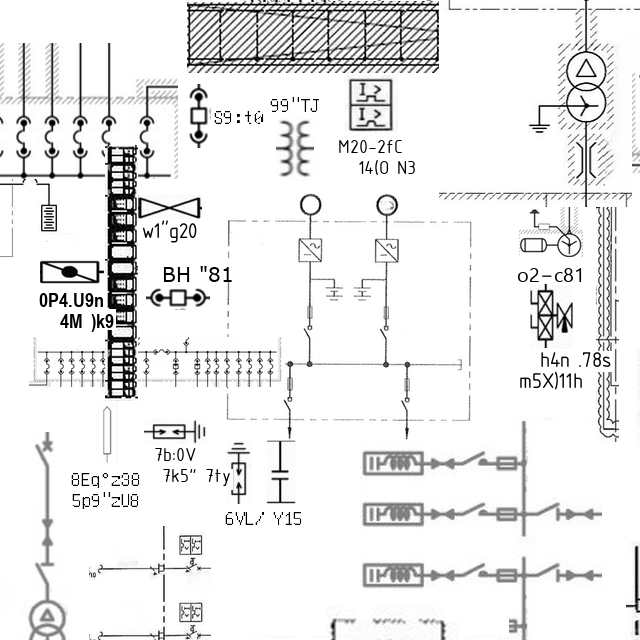 99"TJ
S9:t0
M20-2fC
14(O N3
w1"g20
BH "81
0P4.U9n
4M )k9
o2-c81
h4n .78s
m5X)11h
7b:0V
7k5" 7ty
8Eq°z38
5p9"zU8
6VL/ Y15